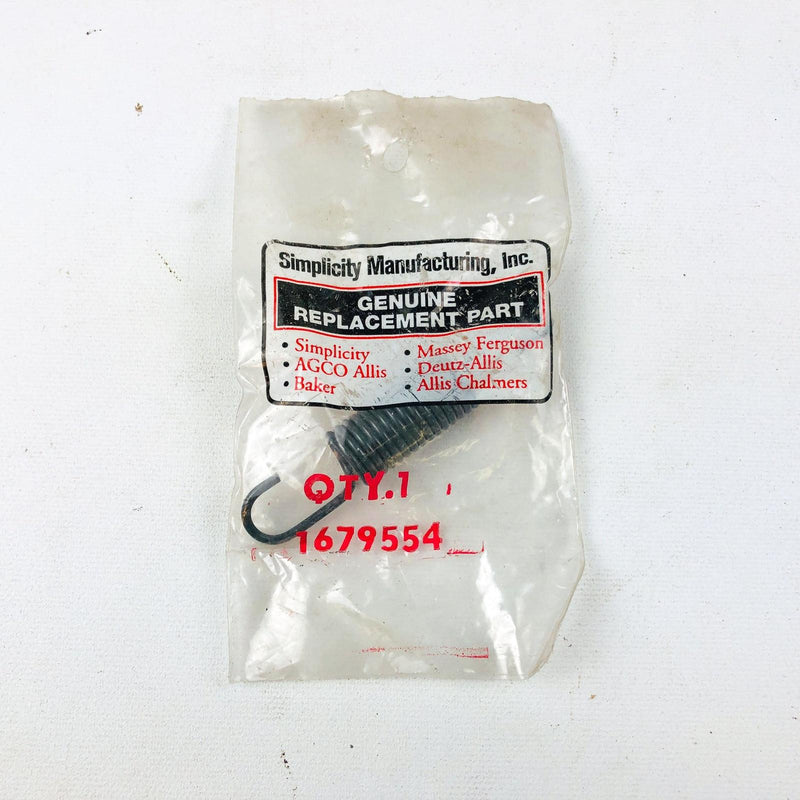 Simplicity Manufacturing, Inc.
GENUINE
REPLACEMENT PART
• Simplicity
• AGCO Allis
• Baker
• Massey Ferguson
• Deutz-Allis
• Allis Chalmers
QTY.1
1679554